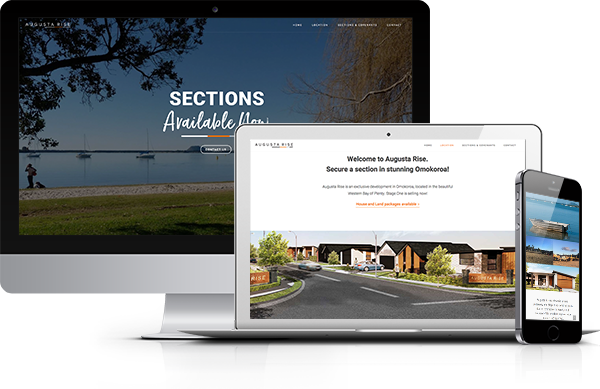 AUGUSTA RISE
HOME LOCATION SECTIONS & COVENANTS CONTACT
SECTIONS
Available Now!
CONTACT US
AUGUSTA RISE
HOME LOCATION SECTIONS & COVENANTS CONTACT
Welcome to Augusta Rise.
Secure a section in stunning Omokoroa!
Augusta Rise is an exclusive development in Omokoroa, located in the beautiful
Western Bay of Plenty. Stage One is selling now!
House and Land packages available >
RISE
AUGUSTA RISE